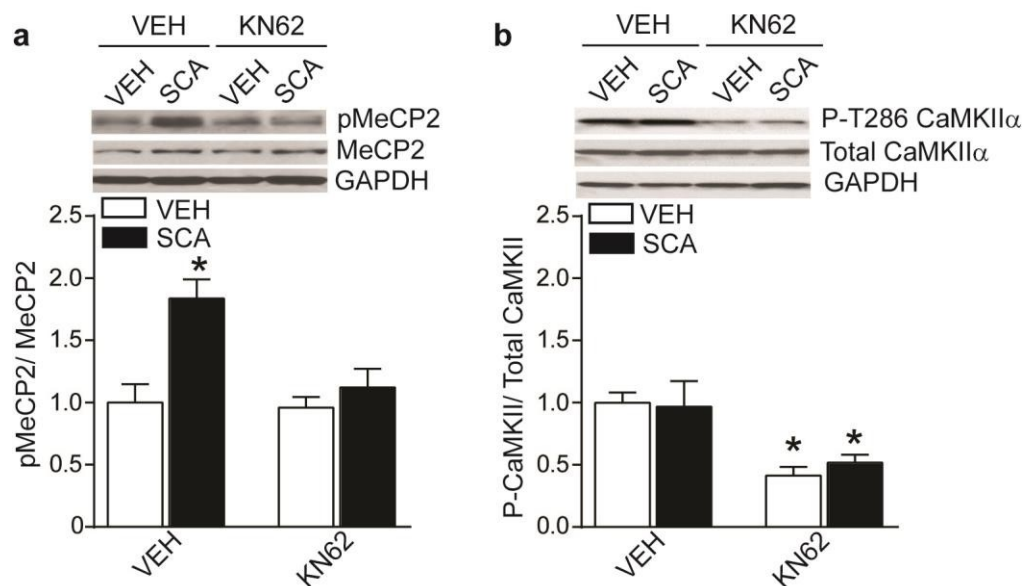 a
VEH KN62
VEH SCA VEH SCA
pMeCP2
MeCP2
GAPDH
VEH
SCA
2.5
2.0
1.5
1.0
0.5
0
pMeCP2/ MeCP2
*
VEH KN62
b
VEH KN62
VEH SCA VEH SCA
P-T286 CaMKIIα
Total CaMKIIα
GAPDH
VEH
SCA
2.5
2.0
1.5
1.0
0.5
0.0
P-CaMKII/ Total CaMKII
* *
VEH KN62